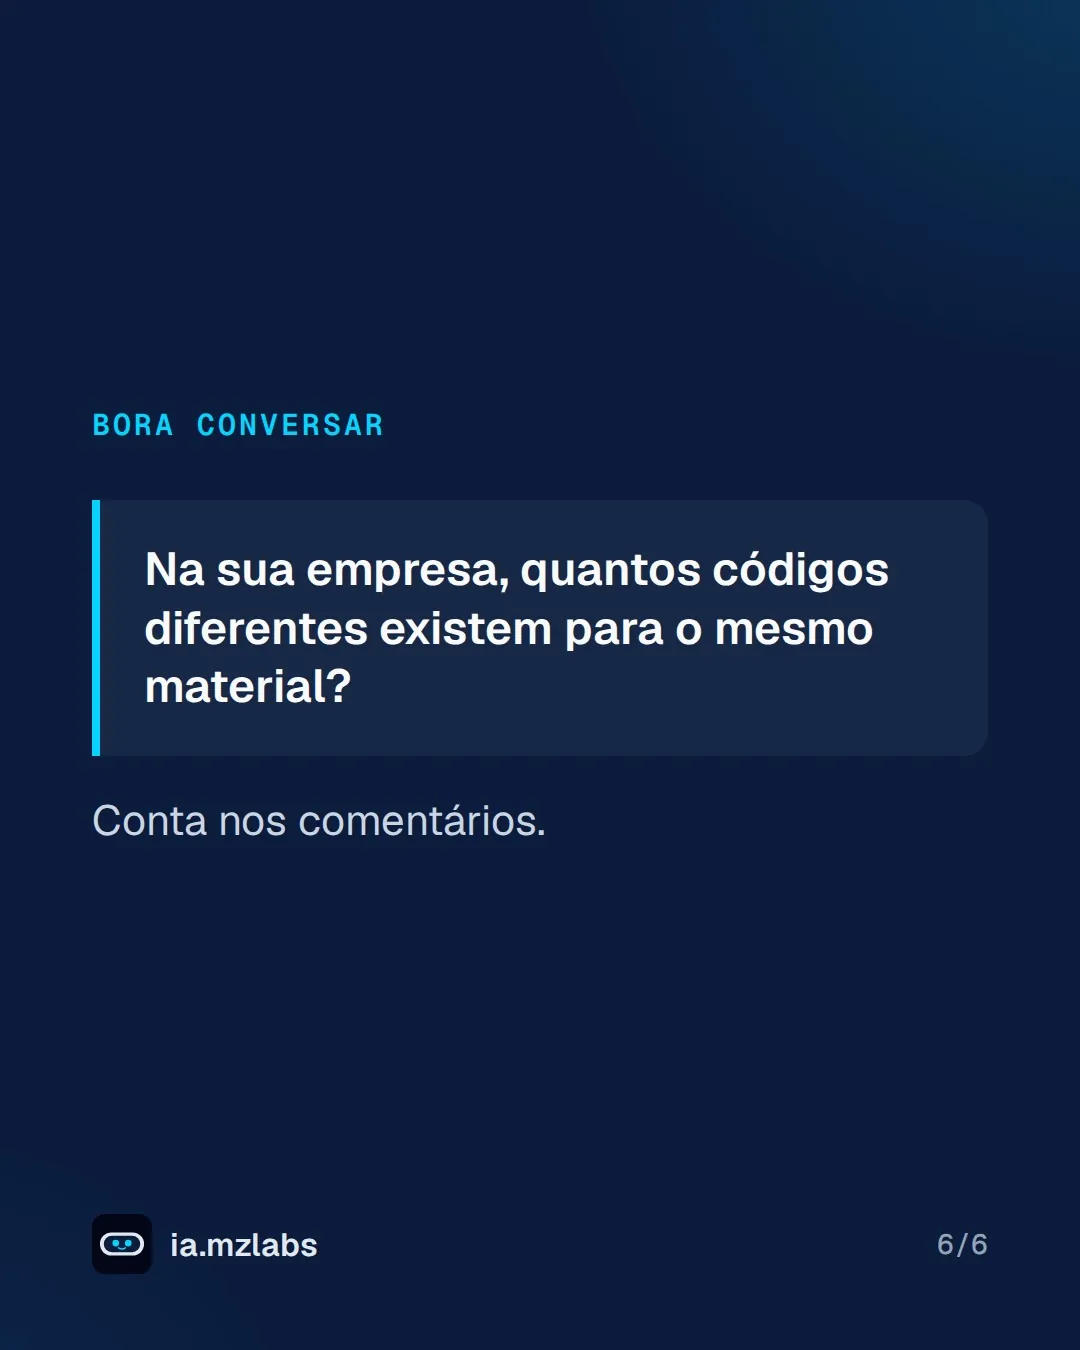 BORA CONVERSAR
Na sua empresa, quantos códigos
diferentes existem para o mesmo
material?
Conta nos comentários.
ia.mzlabs
6/6